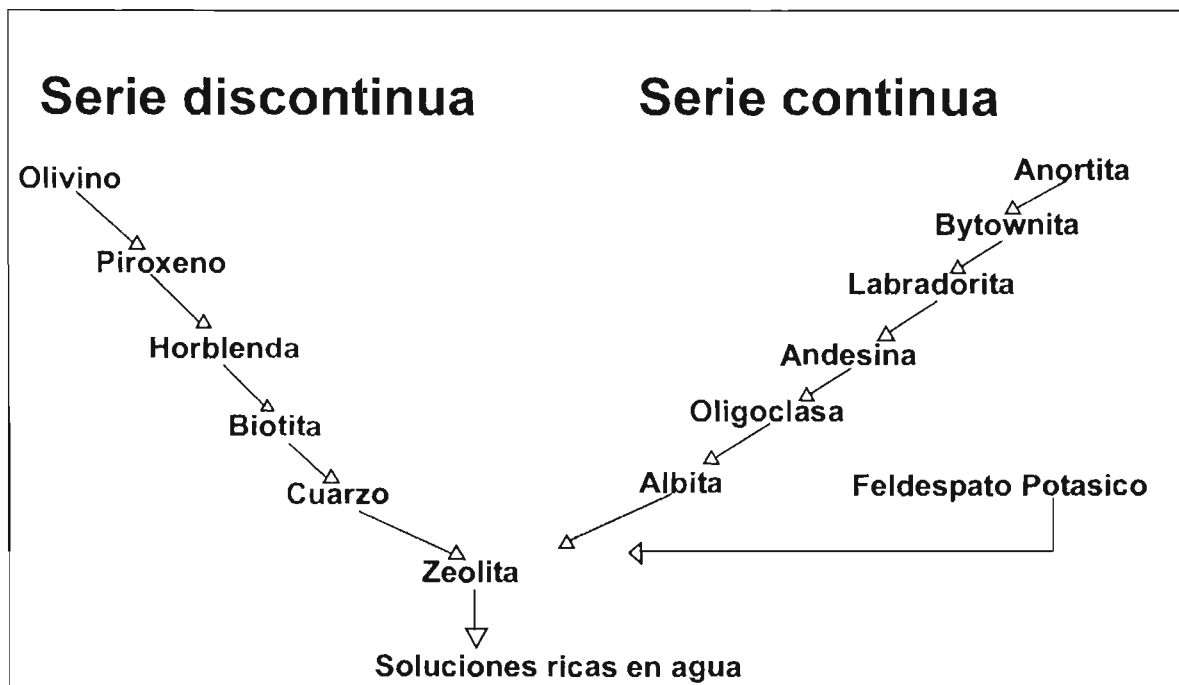 Serie discontinua
Serie continua
Olivino
Anortita
Bytownita
Piroxeno
Labradorita
Horblenda
Andesina
Oligoclasa
Biotita
Albita
Feldespato Potasico
Cuarzo
Zeolita
Soluciones ricas en agua